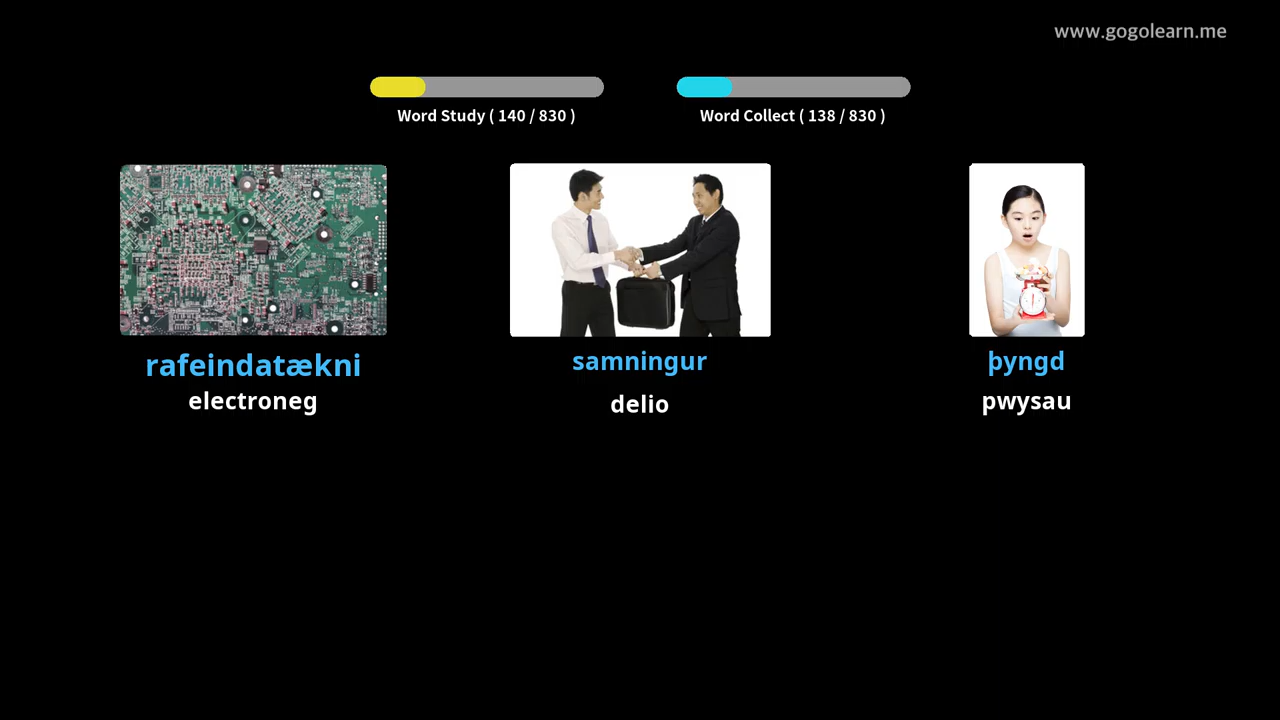 www.gogolearn.me
Word Study ( 140 / 830 )
Word Collect ( 138 / 830 )
rafeindatækni
samningur
þyngd
electroneg
delio
pwysau